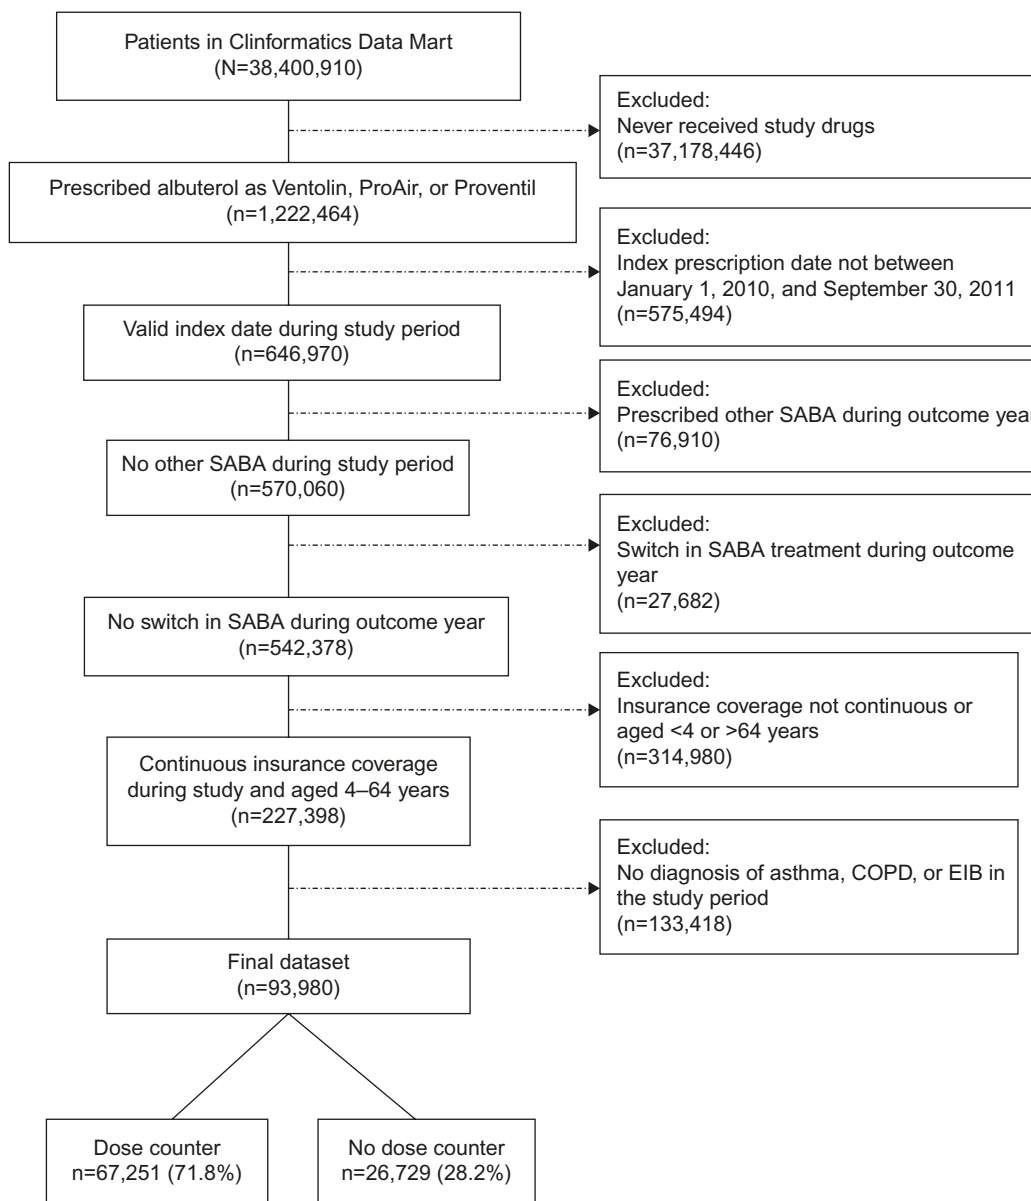 Patients in Clinformatics Data Mart
(N=38,400,910)
Excluded:
Never received study drugs
(n=37,178,446)
Prescribed albuterol as Ventolin, ProAir, or Proventil
(n=1,222,464)
Excluded:
Index prescription date not between
January 1, 2010, and September 30, 2011
(n=575,494)
Valid index date during study period
(n=646,970)
Excluded:
Prescribed other SABA during outcome year
(n=76,910)
No other SABA during study period
(n=570,060)
Excluded:
Switch in SABA treatment during outcome
year
(n=27,682)
No switch in SABA during outcome year
(n=542,378)
Excluded:
Insurance coverage not continuous or
aged <4 or >64 years
(n=314,980)
Continuous insurance coverage
during study and aged 4–64 years
(n=227,398)
Excluded:
No diagnosis of asthma, COPD, or EIB in
the study period
(n=133,418)
Final dataset
(n=93,980)
Dose counter
n=67,251 (71.8%)
No dose counter
n=26,729 (28.2%)